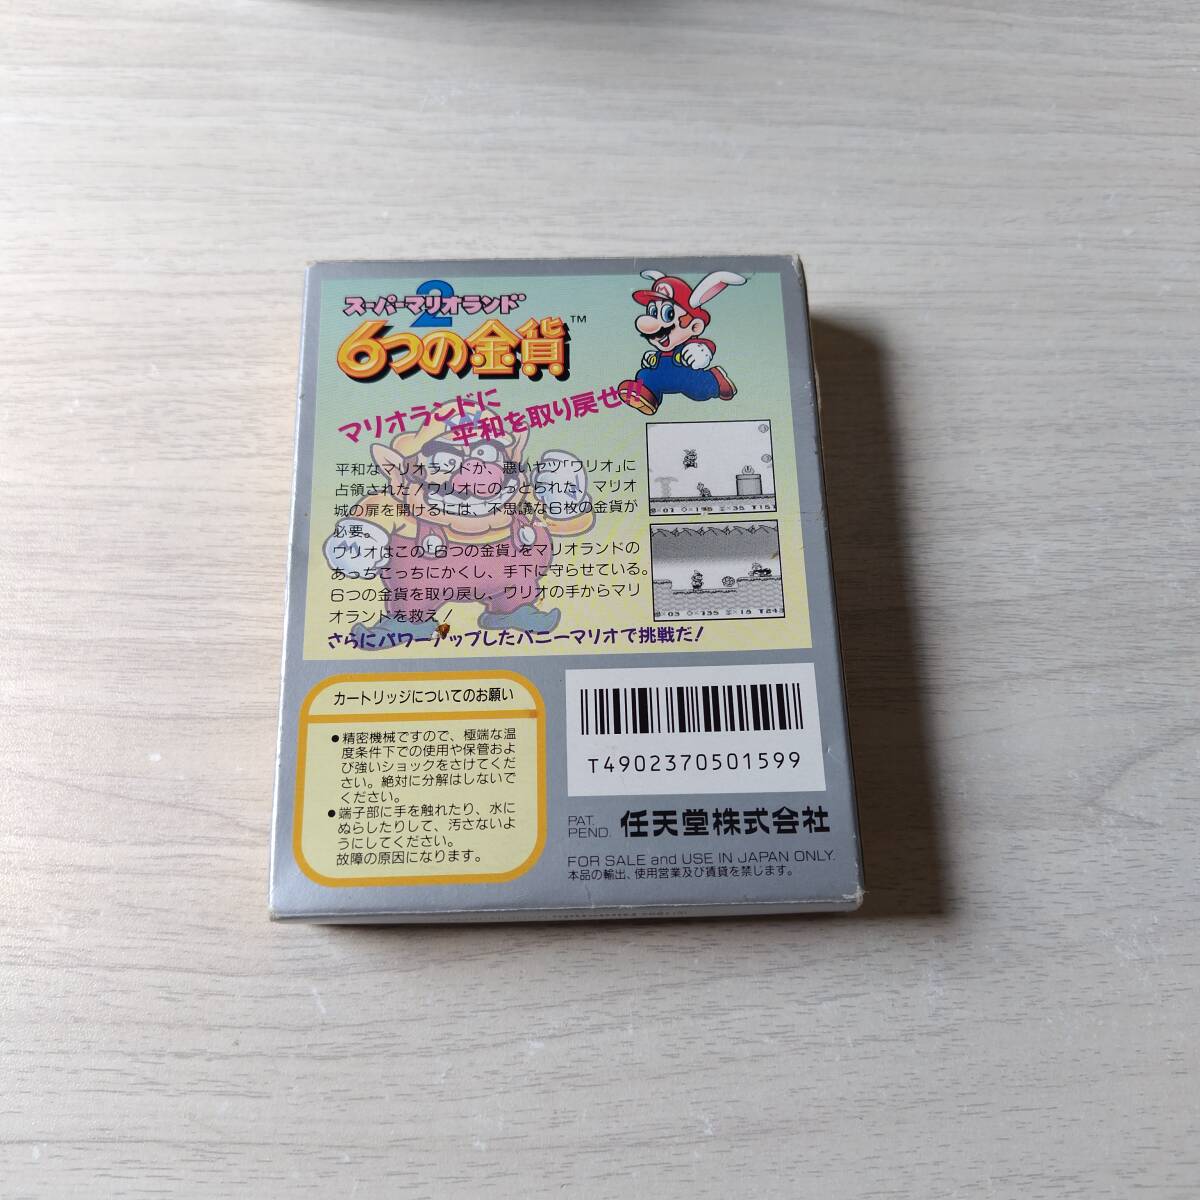 スーパーマリオランド2
6つの金貨™
マリオランドに
平和を取り戻せ!!
平和なマリオランドが、悪いヤツ「ワリオ」に
占領された!ワリオにのっとられた、マリオ
城の扉を開けるには、不思議な6枚の金貨が
必要。
ワリオはこの「6つの金貨」をマリオランドの
あっちこっちにかくし、手下に守らせている。
6つの金貨を取り戻し、ワリオの手からマリ
オランドを救え!
さらにパワーアップしたバニーマリオで挑戦だ!
カートリッジについてのお願い
●精密機械ですので、極端な温
度条件下での使用や保管およ
び強いショックをさけてくだ
さい。絶対に分解はしないで
ください。
●端子部に手を触れたり、水に
ぬらしたりして、汚さないよ
うにしてください。
故障の原因になります。
T4902370501599
PAT.
PEND.
任天堂株式会社
FOR SALE and USE IN JAPAN ONLY.
本品の輸出、使用営業及び賃貸を禁じます。